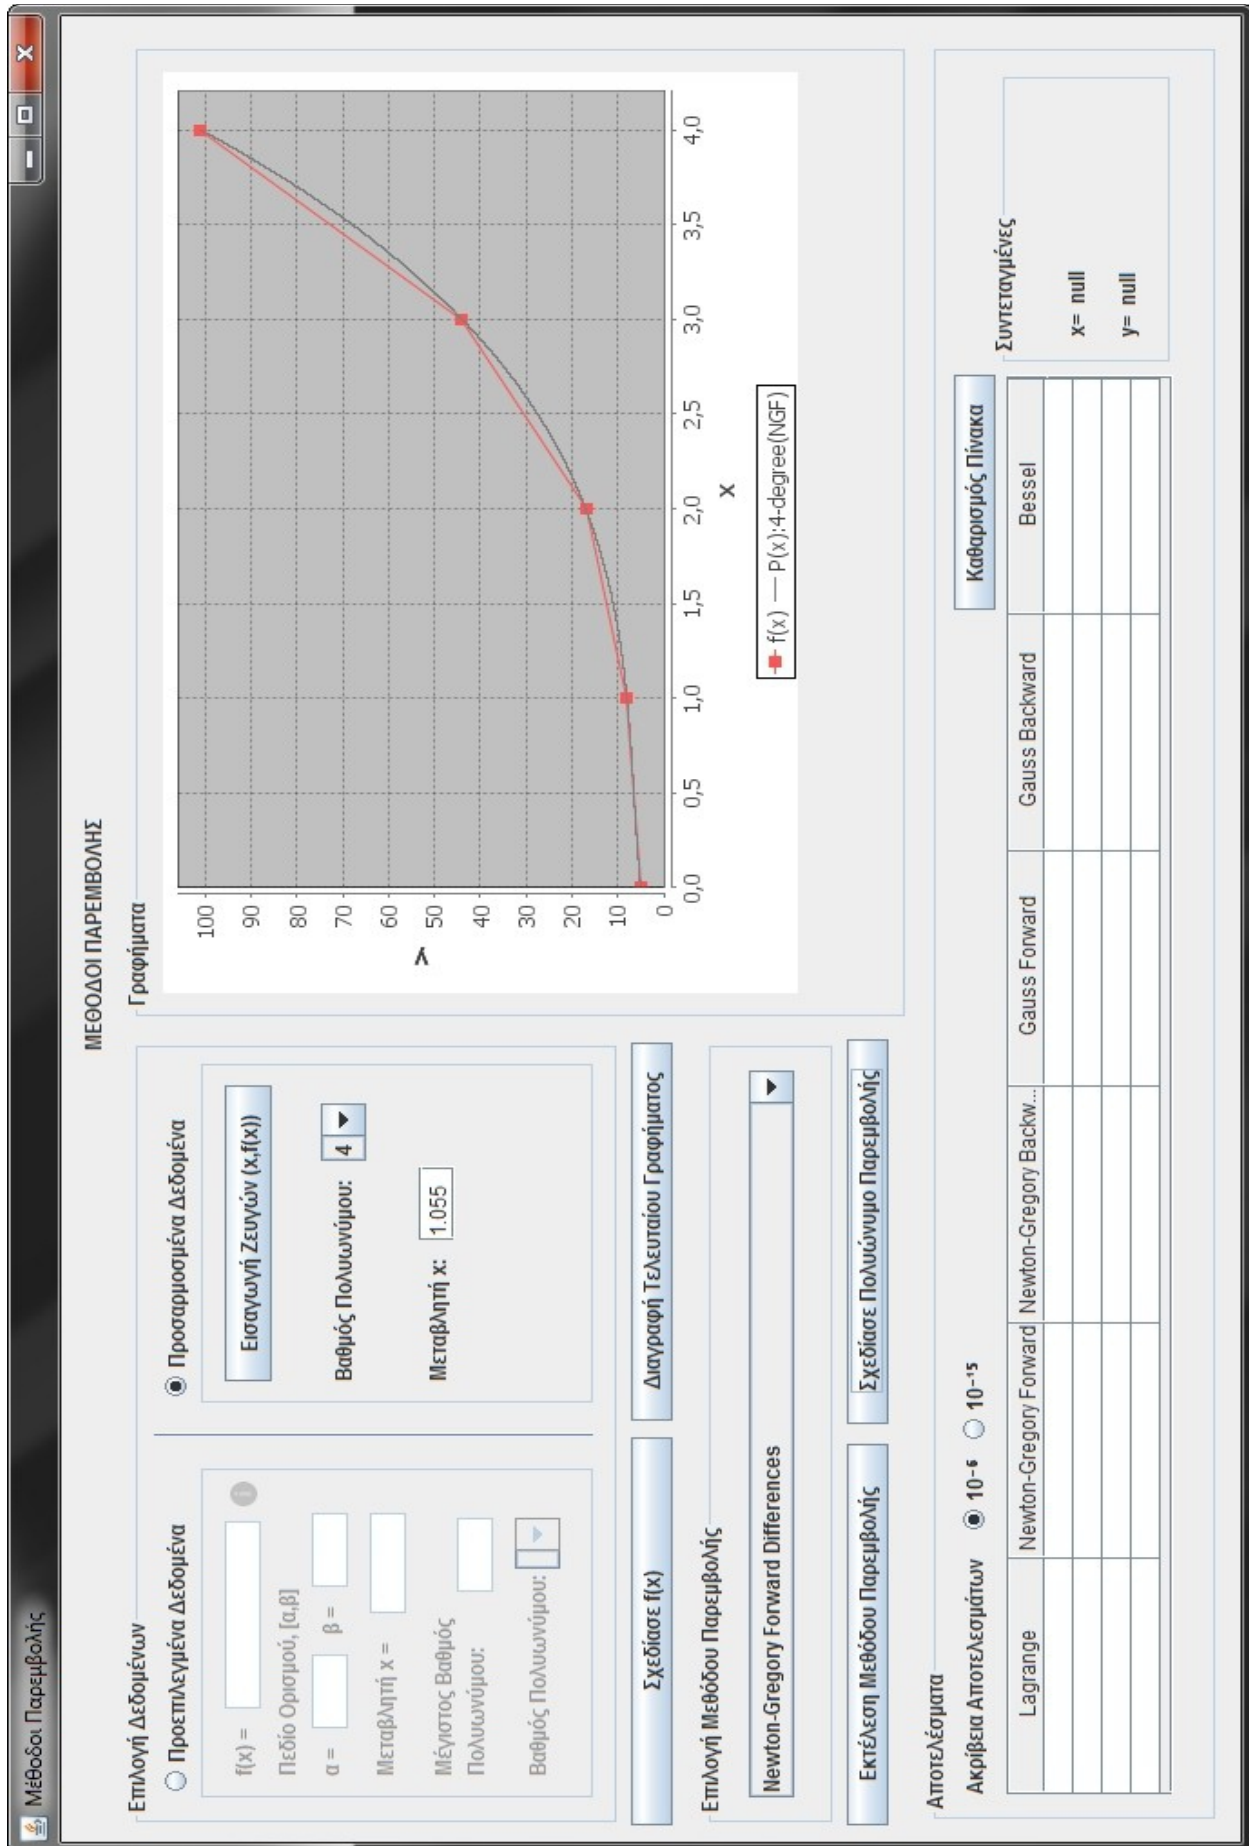 Μέθοδοι Παρεμβολής
ΜΕΘΟΔΟΙ ΠΑΡΕΜΒΟΛΗΣ
Επιλογή Δεδομένων
Προεπιλεγμένα Δεδομένα
f(x) =
Πεδίο Ορισμού, [α,β]
α =
β =
Μεταβλητή x =
Μέγιστος Βαθμός
Πολυωνύμου:
Βαθμός Πολυωνύμου:
Προσαρμοσμένα Δεδομένα
Εισαγωγή Ζευγών (x,f(x))
Βαθμός Πολυωνύμου: 4
Μεταβλητή x: 1.055
Σχεδίασε f(x)
Διαγραφή Τελευταίου Γραφήματος
Επιλογή Μεθόδου Παρεμβολής
Newton-Gregory Forward Differences
Εκτέλεση Μεθόδου Παρεμβολής
Σχεδίασε Πολυώνυμο Παρεμβολής
Γραφήματα
100
90
80
70
60
50
40
30
20
10
0
Y
0,0 0,5 1,0 1,5 2,0 2,5 3,0 3,5 4,0
X
f(x) — P(x):4-degree(NGF)
Αποτελέσματα
Ακρίβεια Αποτελεσμάτων 10⁻⁶ 10⁻¹⁵
Καθαρισμός Πίνακα
Lagrange Newton-Gregory Forward Newton-Gregory Backw... Gauss Forward Gauss Backward Bessel
Συντεταγμένες
x= null
y= null